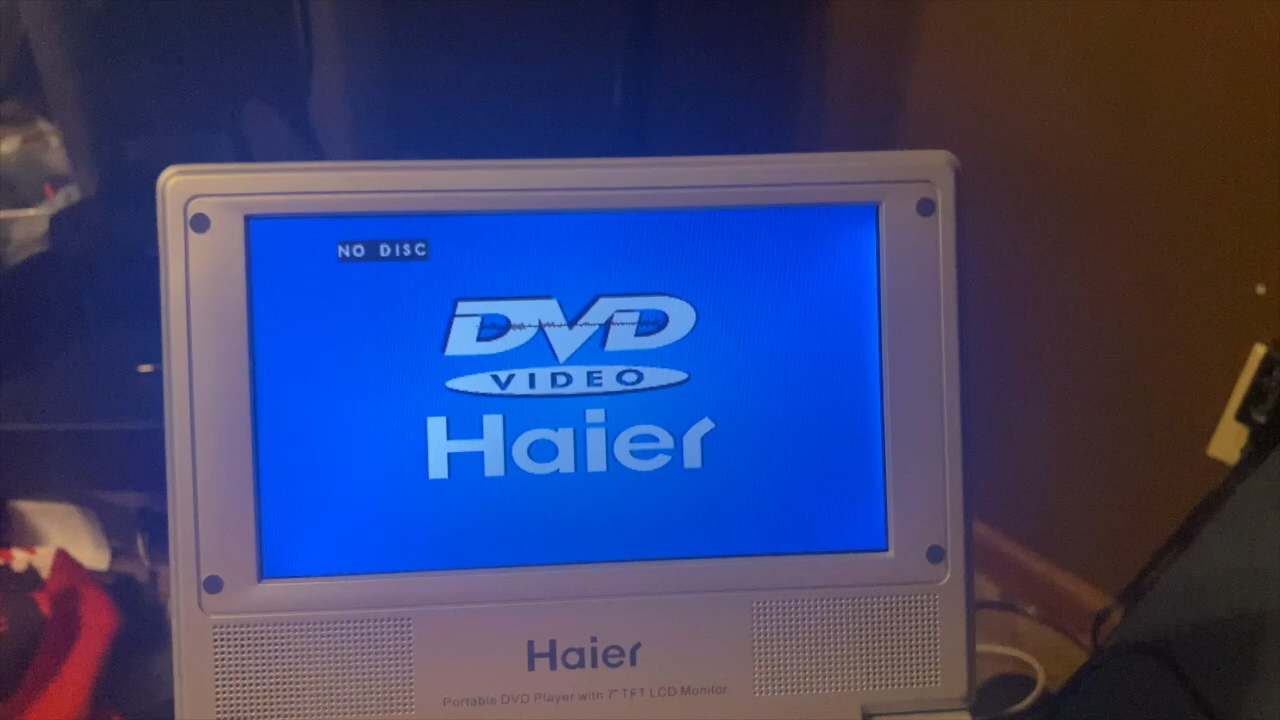 NO DISC
DVD
VIDEO
Haier
Haier
Portable DVD Player with 7" TFT LCD Monitor